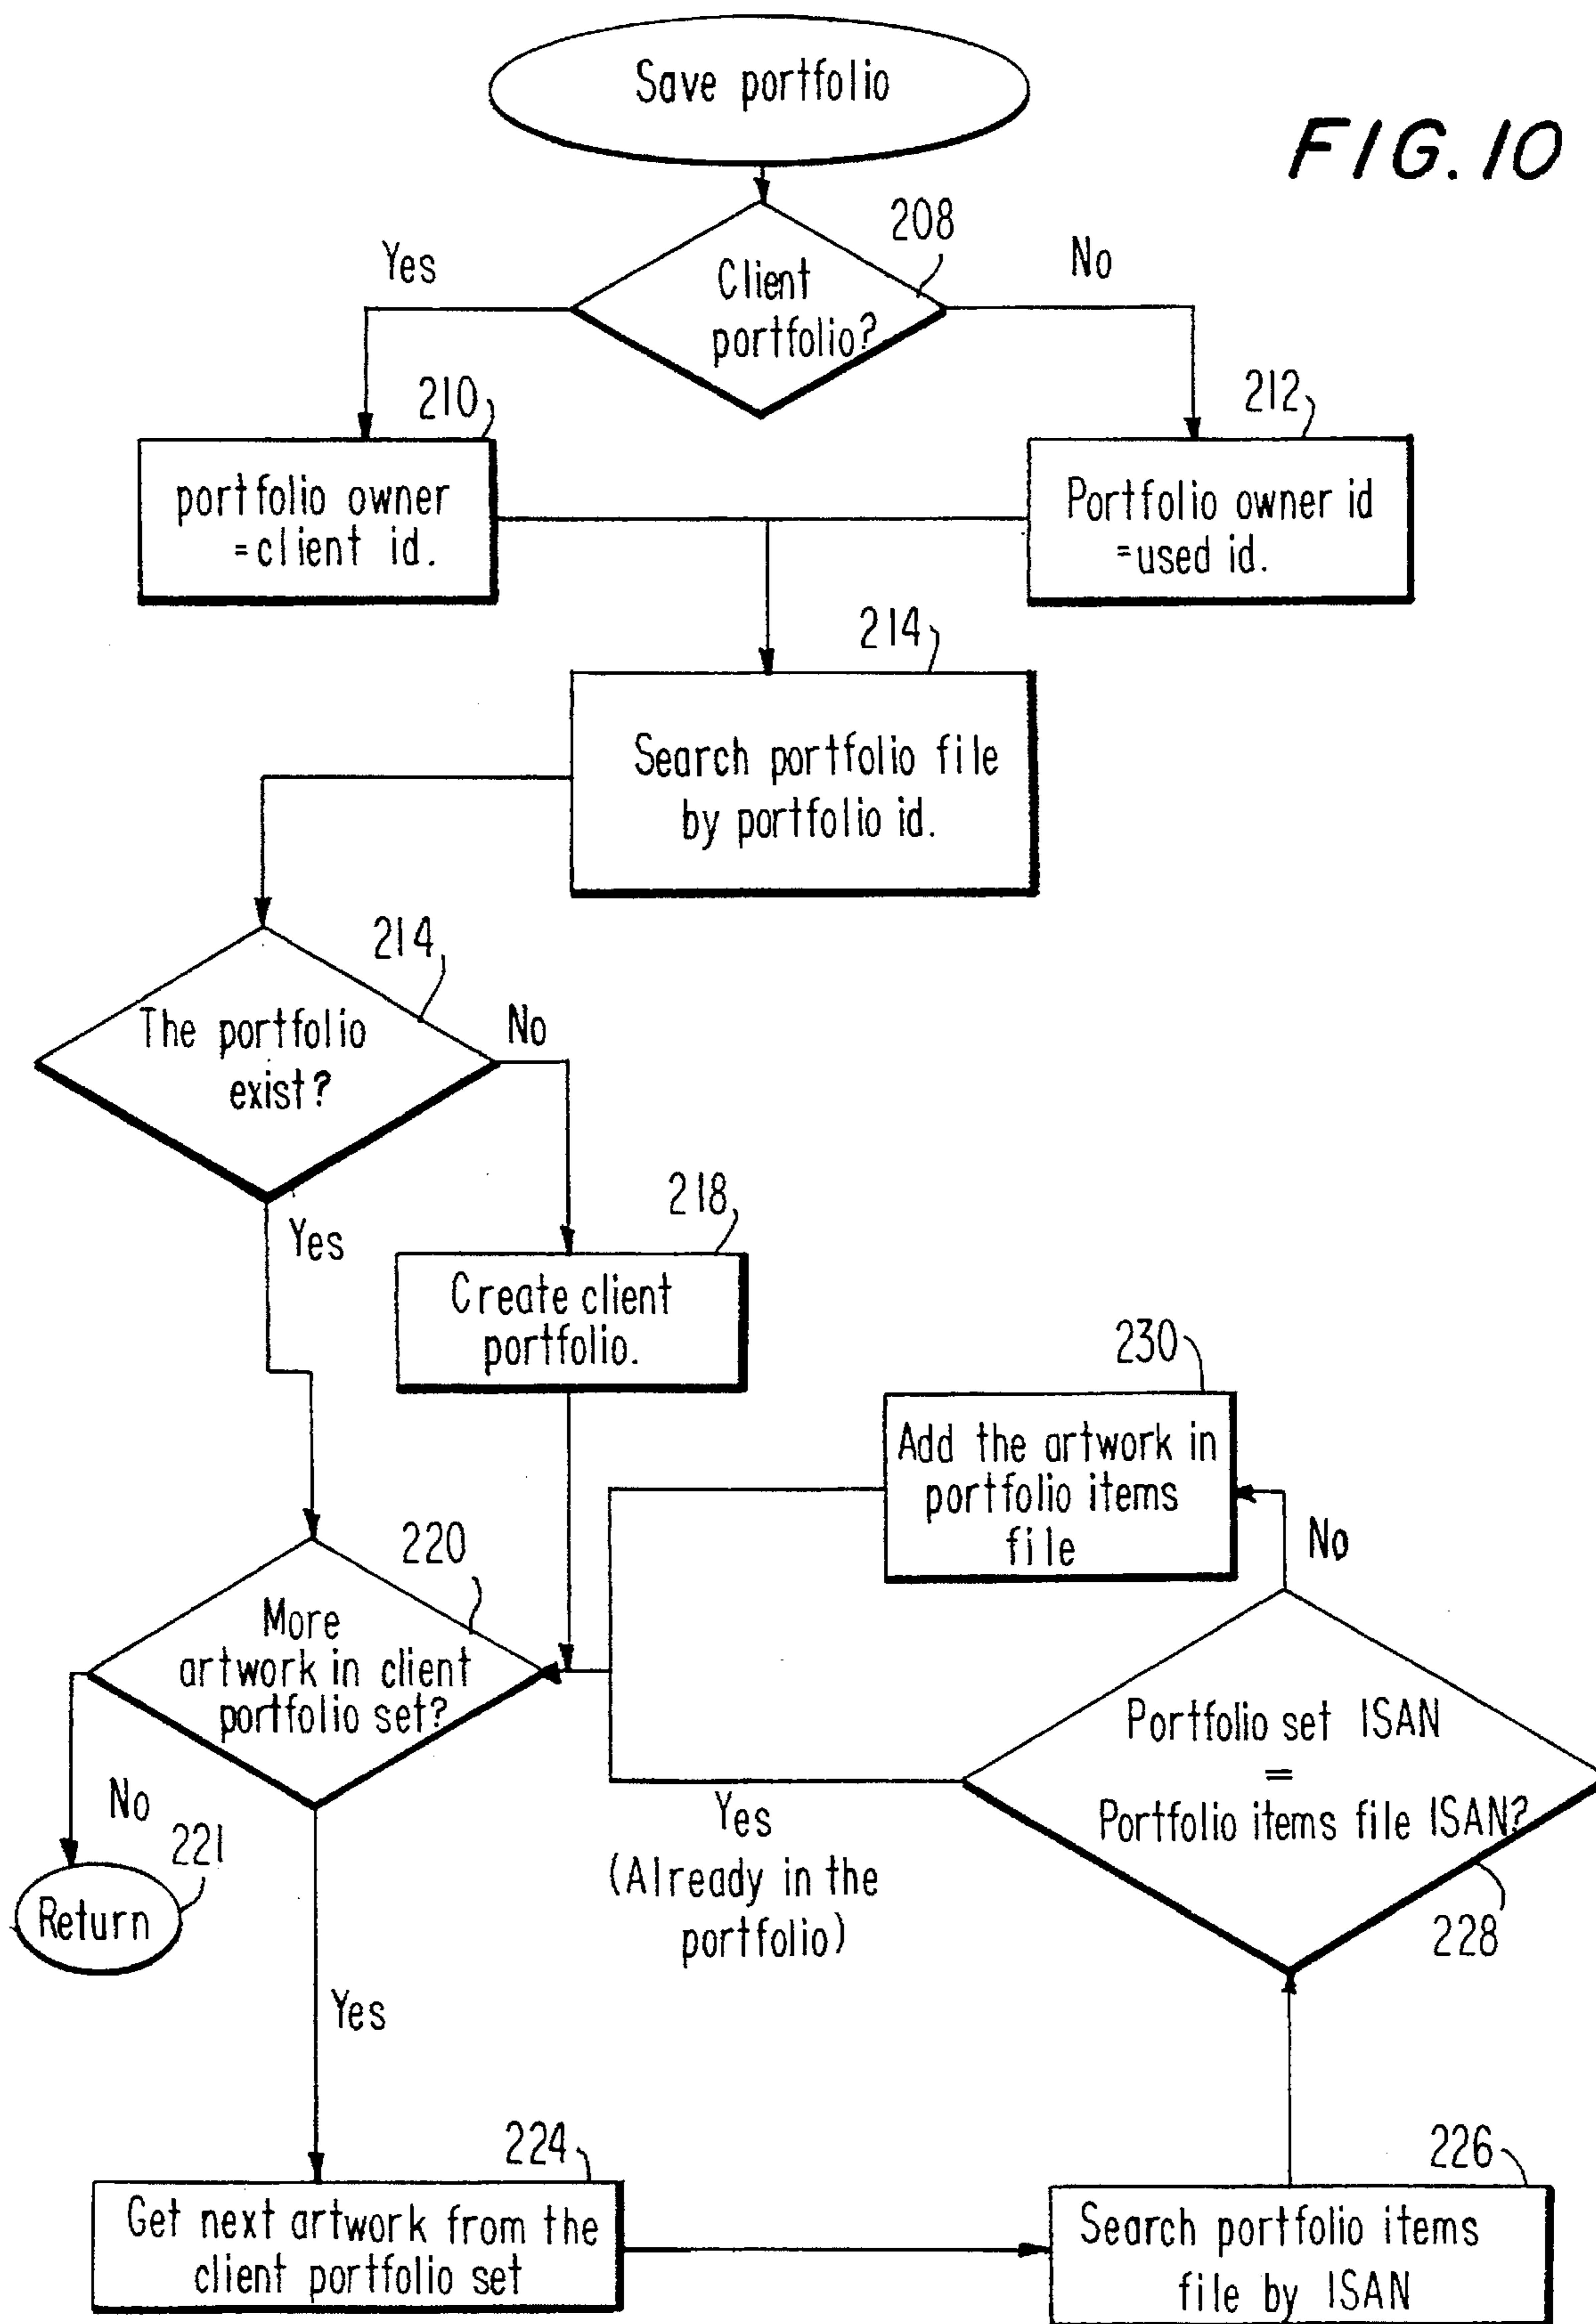 Save portfolio
FIG. 10
208
Yes
No
Client
portfolio?
210
212
portfolio owner
=client id.
Portfolio owner id
=used id.
214
Search portfolio file
by portfolio id.
214
The portfolio
exist?
No
Yes
218
Create client
portfolio.
230
Add the artwork in
portfolio items
file
No
220
More
artwork in client
portfolio set?
Portfolio set ISAN
=
Portfolio items file ISAN?
No
221
Return
Yes
(Already in the
portfolio)
228
Yes
224
226
Get next artwork from the
client portfolio set
Search portfolio items
file by ISAN